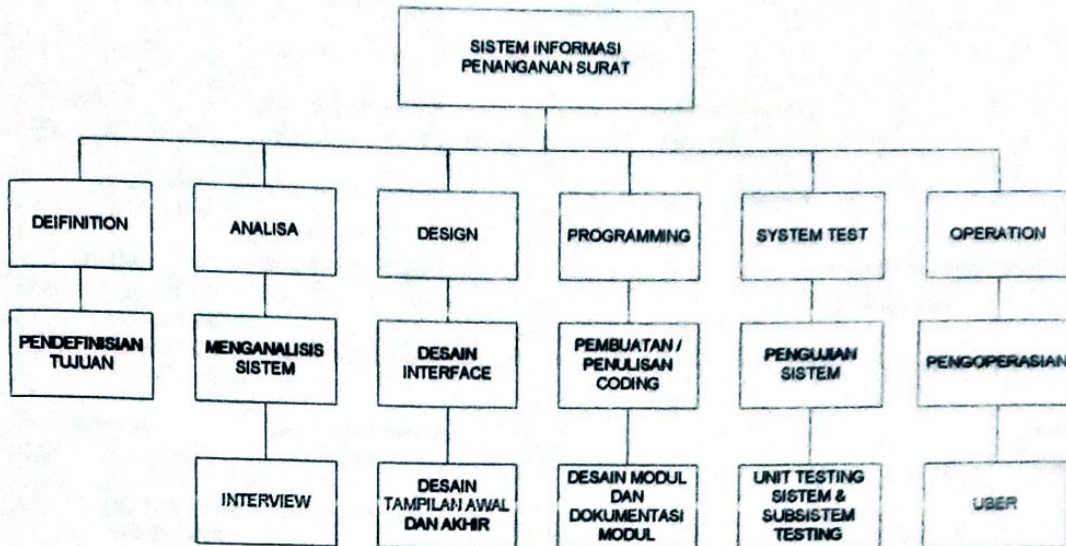 SISTEM INFORMASI
PENANGANAN SURAT
DEIFINITION
ANALISA
DESIGN
PROGRAMMING
SYSTEM TEST
OPERATION
PENDEFINISIAN
TUJUAN
MENGANALISIS
SISTEM
DESAIN
INTERFACE
PEMBUATAN /
PENULISAN
CODING
PENGUJIAN
SISTEM
PENGOPERASIAN
INTERVIEW
DESAIN
TAMPILAN AWAL
DAN AKHIR
DESAIN MODUL
DAN
DOKUMENTASI
MODUL
UNIT TESTING
SISTEM &
SUBSISTEM
TESTING
USER